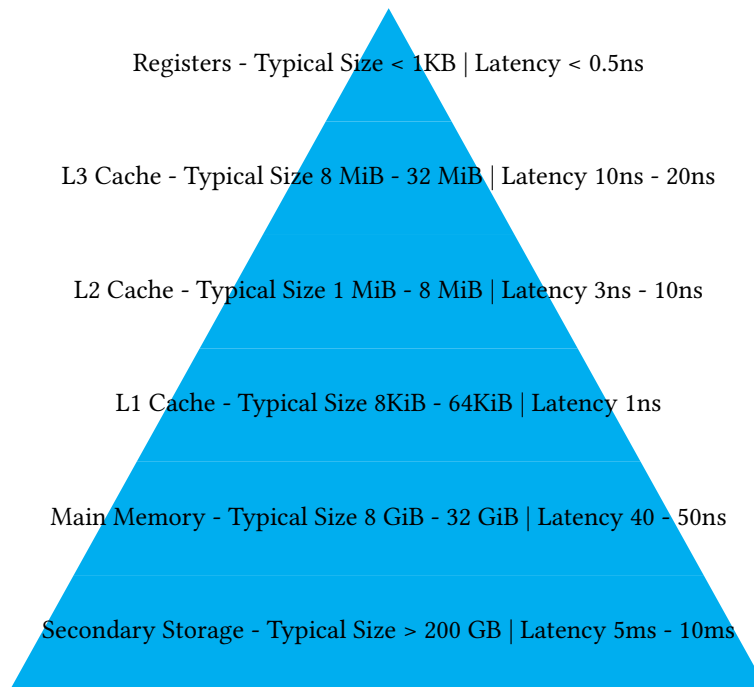 Registers - Typical Size < 1KB | Latency < 0.5ns
L3 Cache - Typical Size 8 MiB - 32 MiB | Latency 10ns - 20ns
L2 Cache - Typical Size 1 MiB - 8 MiB | Latency 3ns - 10ns
L1 Cache - Typical Size 8KiB - 64KiB | Latency 1ns
Main Memory - Typical Size 8 GiB - 32 GiB | Latency 40 - 50ns
Secondary Storage - Typical Size > 200 GB | Latency 5ms - 10ms